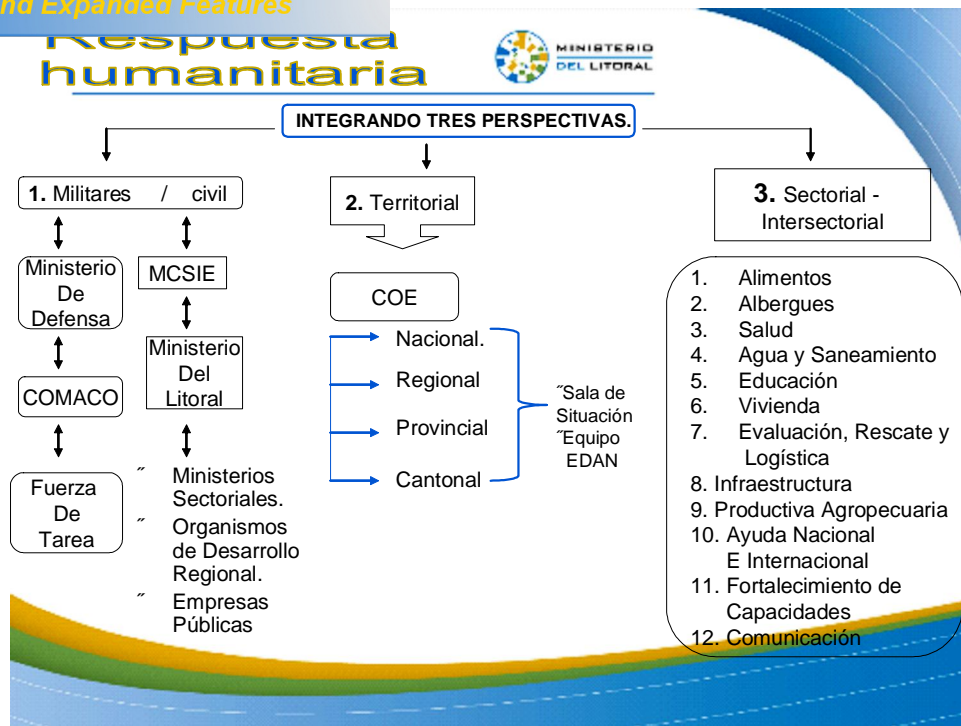 nd Expanded Features
Respuesta
humanitaria
MINISTERIO
DEL LITORAL
INTEGRANDO TRES PERSPECTIVAS.
1. Militares / civil
Ministerio
De
Defensa
COMACO
Fuerza
De
Tarea
MCSIE
Ministerio
Del
Litoral
˝ Ministerios
Sectoriales.
˝ Organismos
de Desarrollo
Regional.
˝ Empresas
Públicas
2. Territorial
COE
Nacional.
Regional
Provincial
Cantonal
˝Sala de
Situación
˝Equipo
EDAN
3. Sectorial -
Intersectorial
1. Alimentos
2. Albergues
3. Salud
4. Agua y Saneamiento
5. Educación
6. Vivienda
7. Evaluación, Rescate y
Logística
8. Infraestructura
9. Productiva Agropecuaria
10. Ayuda Nacional
E Internacional
11. Fortalecimiento de
Capacidades
12. Comunicación